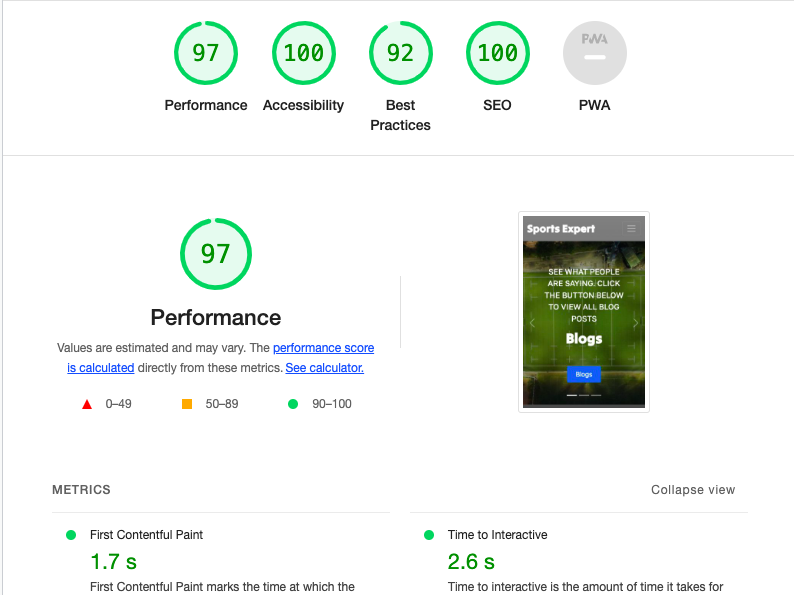 97
100
92
100
PWA
Performance
Accessibility
Best
Practices
SEO
PWA
97
Performance
Values are estimated and may vary. The performance score
is calculated directly from these metrics. See calculator.
0–49
50–89
90–100
Sports Expert
SEE WHAT PEOPLE
ARE SAYING. CLICK
THE BUTTON BELOW
TO VIEW ALL BLOG
POSTS
Blogs
Blogs
METRICS
Collapse view
First Contentful Paint
1.7 s
First Contentful Paint marks the time at which the
Time to Interactive
2.6 s
Time to interactive is the amount of time it takes for